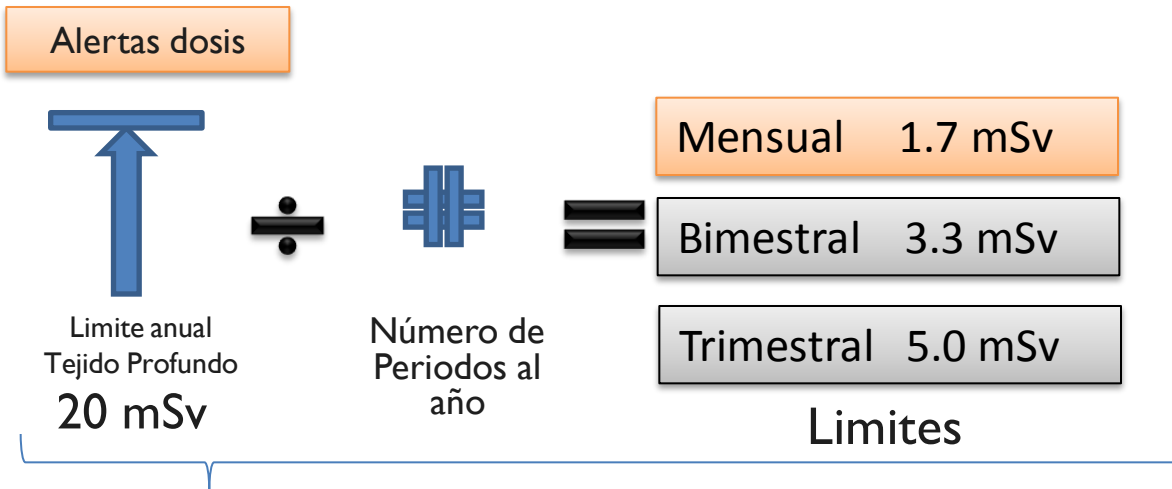 Alertas dosis
Limite anual
Tejido Profundo
20 mSv
Número de
Periodos al
año
Mensual 1.7 mSv
Bimestral 3.3 mSv
Trimestral 5.0 mSv
Limites